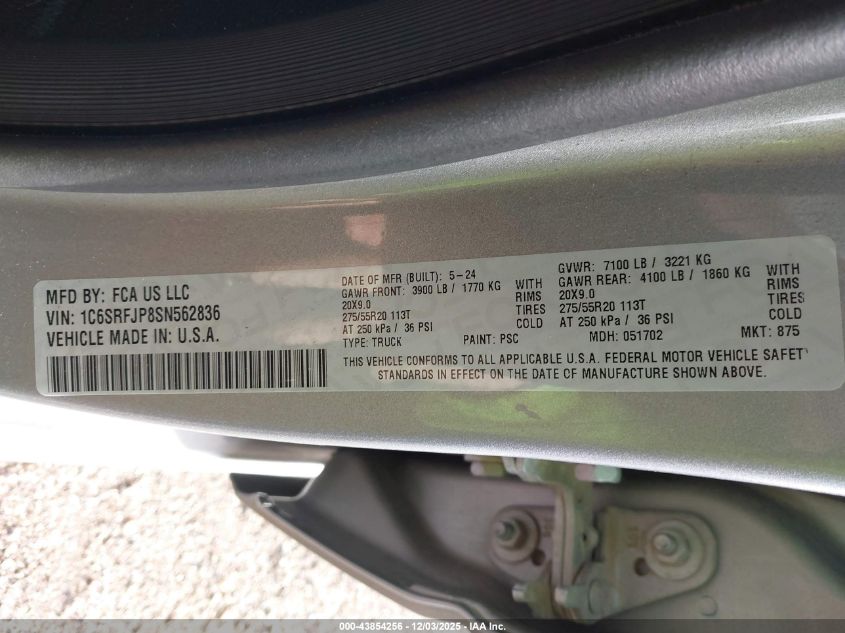 MFD BY: FCA US LLC
VIN: 1C6SRFJP8SN562836
VEHICLE MADE IN: U.S.A.
DATE OF MFR (BUILT): 5-24
GAWR FRONT: 3900 LB / 1770 KG WITH
20X9.0 RIMS
275/55R20 113T TIRES
AT 250 kPa / 36 PSI COLD
TYPE: TRUCK PAINT: PSC
GVWR: 7100 LB / 3221 KG
GAWR REAR: 4100 LB / 1860 KG WITH
20X9.0 RIMS
275/55R20 113T TIRES
AT 250 kPa / 36 PSI COLD
MDH: 051702 MKT: 875
THIS VEHICLE CONFORMS TO ALL APPLICABLE U.S.A. FEDERAL MOTOR VEHICLE SAFETY
STANDARDS IN EFFECT ON THE DATE OF MANUFACTURE SHOWN ABOVE.
000-43854256 - 12/03/2025 - IAA Inc.